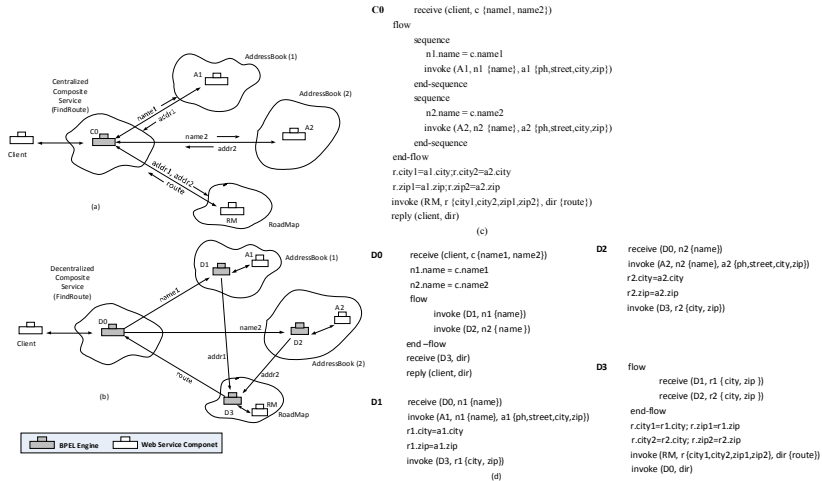 AddressBook (1)
A1
Centralized
Composite
Service
(FindRoute)
name1
addr1
AddressBook (2)
C0
name2
A2
addr2
Client
addr1, addr2
route
RM
RoadMap
(a)
C0 receive (client, c {name1, name2})
flow
sequence
n1.name = c.name1
invoke (A1, n1 {name}, a1 {ph,street,city,zip})
end-sequence
sequence
n2.name = c.name2
invoke (A2, n2 {name}, a2 {ph,street,city,zip})
end-sequence
end-flow
r.city1=a1.city;r.city2=a2.city
r.zip1=a1.zip;r.zip2=a2.zip
invoke (RM, r {city1,city2,zip1,zip2}, dir {route})
reply (client, dir)
(c)
Decentralized
Composite
Service
(FindRoute)
A1
AddressBook (1)
D1
name1
A2
D0
name2
D2
Client
AddressBook (2)
addr1
addr2
route
RM
D3
RoadMap
(b)
BPEL Engine
Web Service Componet
D0 receive (client, c {name1, name2})
n1.name = c.name1
n2.name = c.name2
flow
invoke (D1, n1 {name})
invoke (D2, n2 { name })
end –flow
receive (D3, dir)
reply (client, dir)
D1 receive (D0, n1 {name})
invoke (A1, n1 {name}, a1 {ph,street,city,zip})
r1.city=a1.city
r1.zip=a1.zip
invoke (D3, r1 {city, zip})
D2 receive (D0, n2 {name})
invoke (A2, n2 {name}, a2 {ph,street,city,zip})
r2.city=a2.city
r2.zip=a2.zip
invoke (D3, r2 {city, zip})
D3 flow
receive (D1, r1 { city, zip })
receive (D2, r2 { city, zip })
end-flow
r.city1=r1.city; r.zip1=r1.zip
r.city2=r2.city; r.zip2=r2.zip
invoke (RM, r {city1,city2,zip1,zip2}, dir {route})
invoke (D0, dir)
(d)